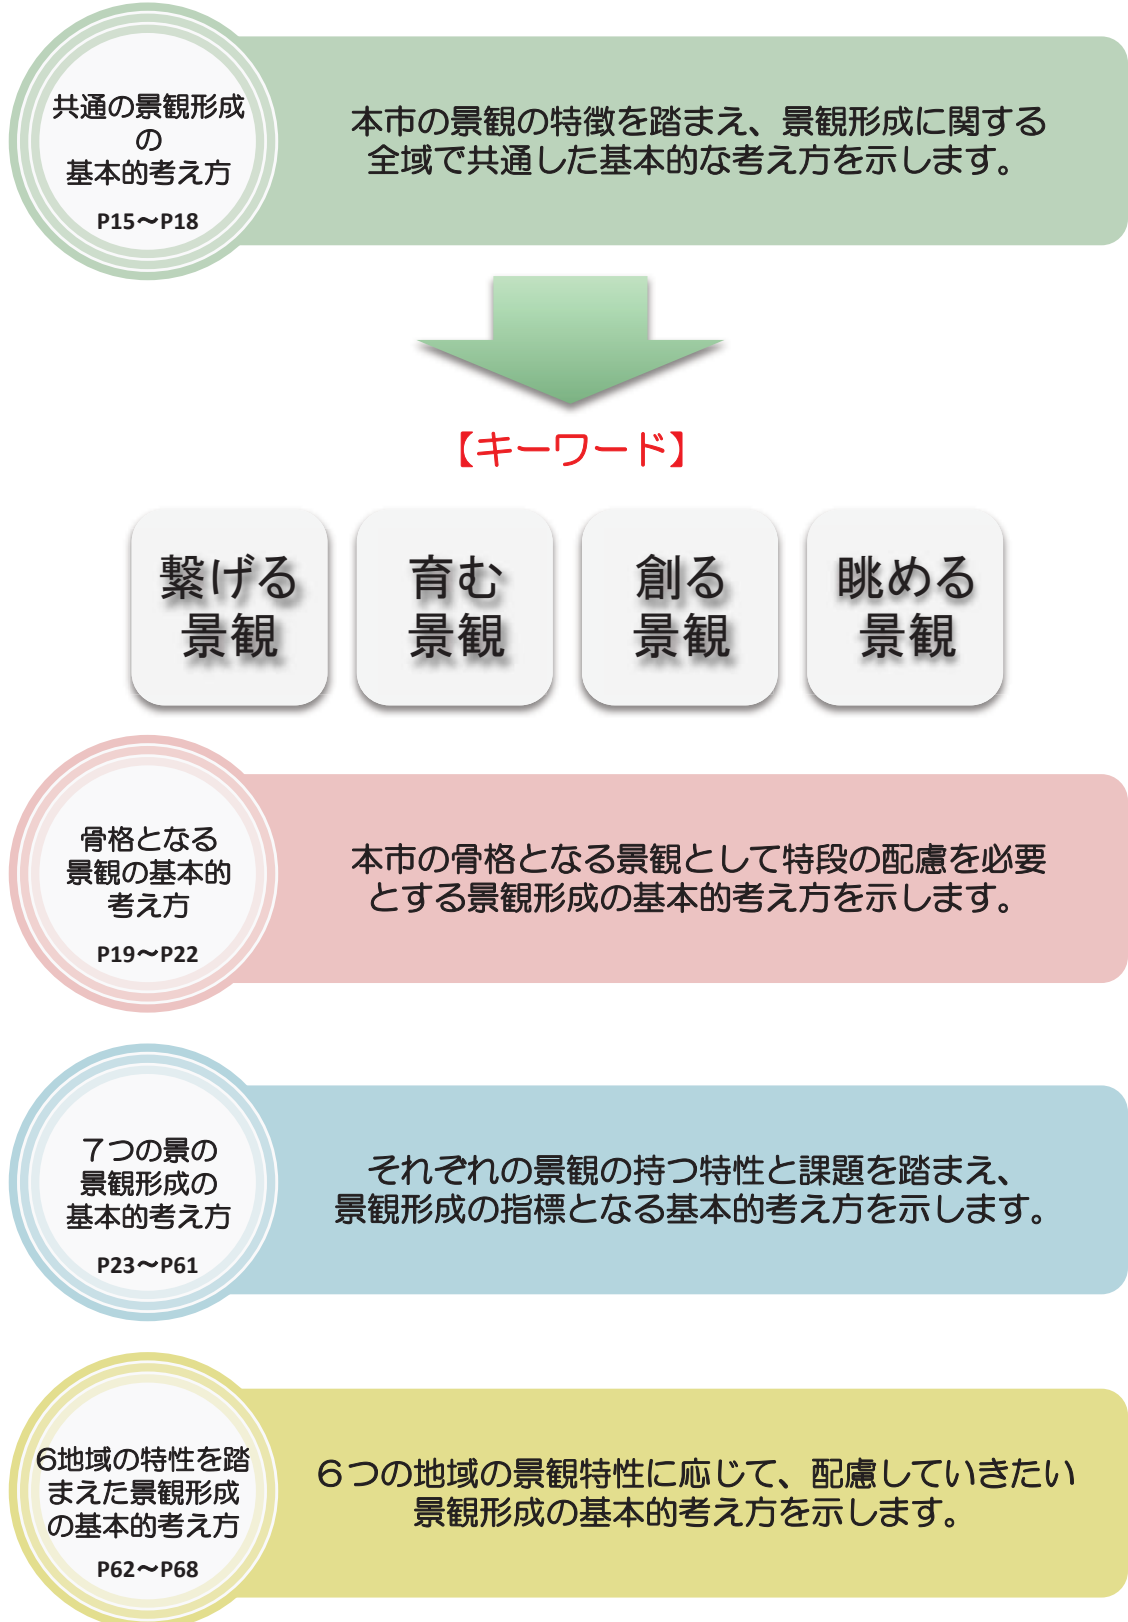 共通の景観形成
の
基本的考え方
P15～P18
本市の景観の特徴を踏まえ、景観形成に関する
全域で共通した基本的な考え方を示します。
【キーワード】
繋げる
景観
育む
景観
創る
景観
眺める
景観
骨格となる
景観の基本的
考え方
P19～P22
本市の骨格となる景観として特段の配慮を必要
とする景観形成の基本的考え方を示します。
７つの景の
景観形成の
基本的考え方
P23～P61
それぞれの景観の持つ特性と課題を踏まえ、
景観形成の指標となる基本的考え方を示します。
6地域の特性を踏
まえた景観形成
の基本的考え方
P62～P68
６つの地域の景観特性に応じて、配慮していきたい
景観形成の基本的考え方を示します。